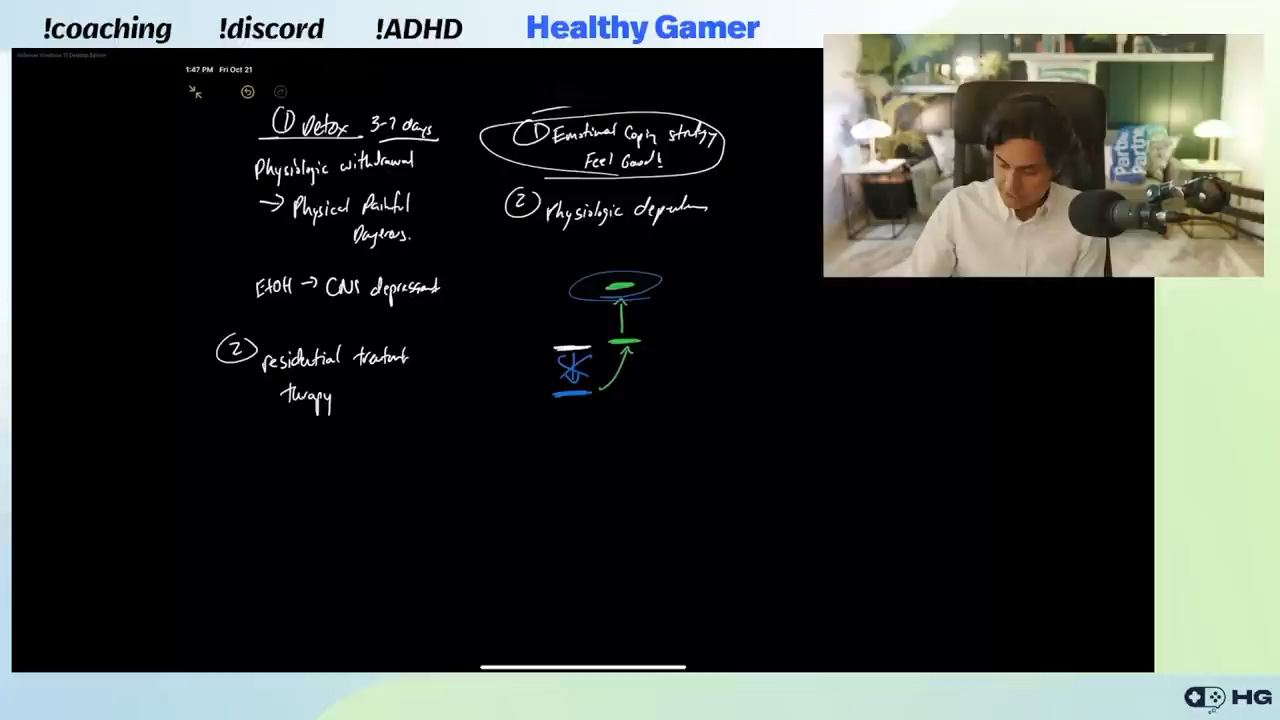 !coaching
!discord
!ADHD
Healthy Gamer
1:47 PM Fri Oct 21
① Detox 3-7 days
Physiologic withdrawal
→ Physical Painful
Dangerous.
EtOH → CNS depressant
② residential treatment
therapy
① Emotional Coping strategy
Feel Good!
② physiologic dependence
HG